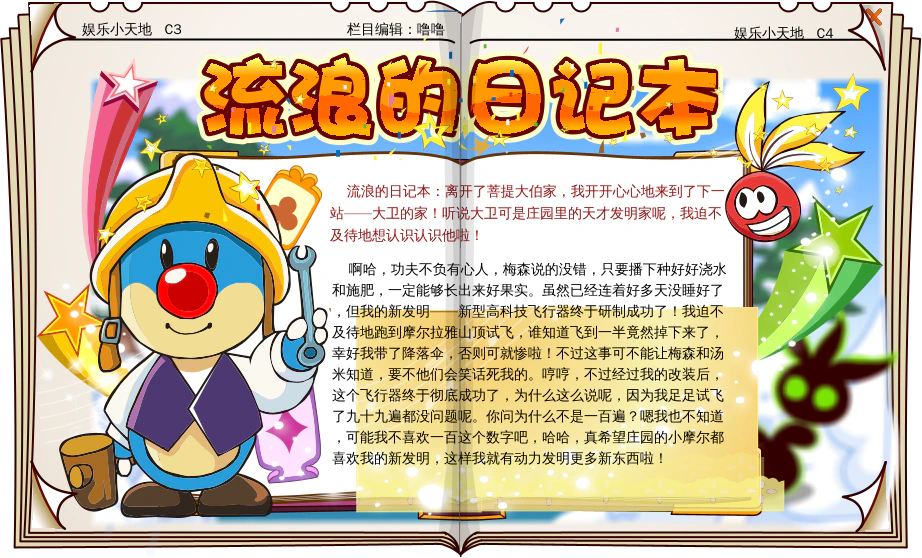 娱乐小天地 C3
栏目编辑：噜噜
娱乐小天地 C4
流浪的日记本
流浪的日记本：离开了菩提大伯家，我开开心心地来到了下一
站——大卫的家！听说大卫可是庄园里的天才发明家呢，我迫不
及待地想认识认识他啦！
啊哈，功夫不负有心人，梅森说的没错，只要播下种好好浇水
和施肥，一定能够长出来好果实。虽然已经连着好多天没睡好了
，但我的新发明——新型高科技飞行器终于研制成功了！我迫不
及待地跑到摩尔拉雅山顶试飞，谁知道飞到一半竟然掉下来了，
幸好我带了降落伞，否则可就惨啦！不过这事可不能让梅森和汤
米知道，要不他们会笑话死我的。哼哼，不过经过我的改装后，
这个飞行器终于彻底成功了，为什么这么说呢，因为我足足试飞
了九十九遍都没问题呢。你问为什么不是一百遍？嗯我也不知道
，可能我不喜欢一百这个数字吧，哈哈，真希望庄园的小摩尔都
喜欢我的新发明，这样我就有动力发明更多新东西啦！